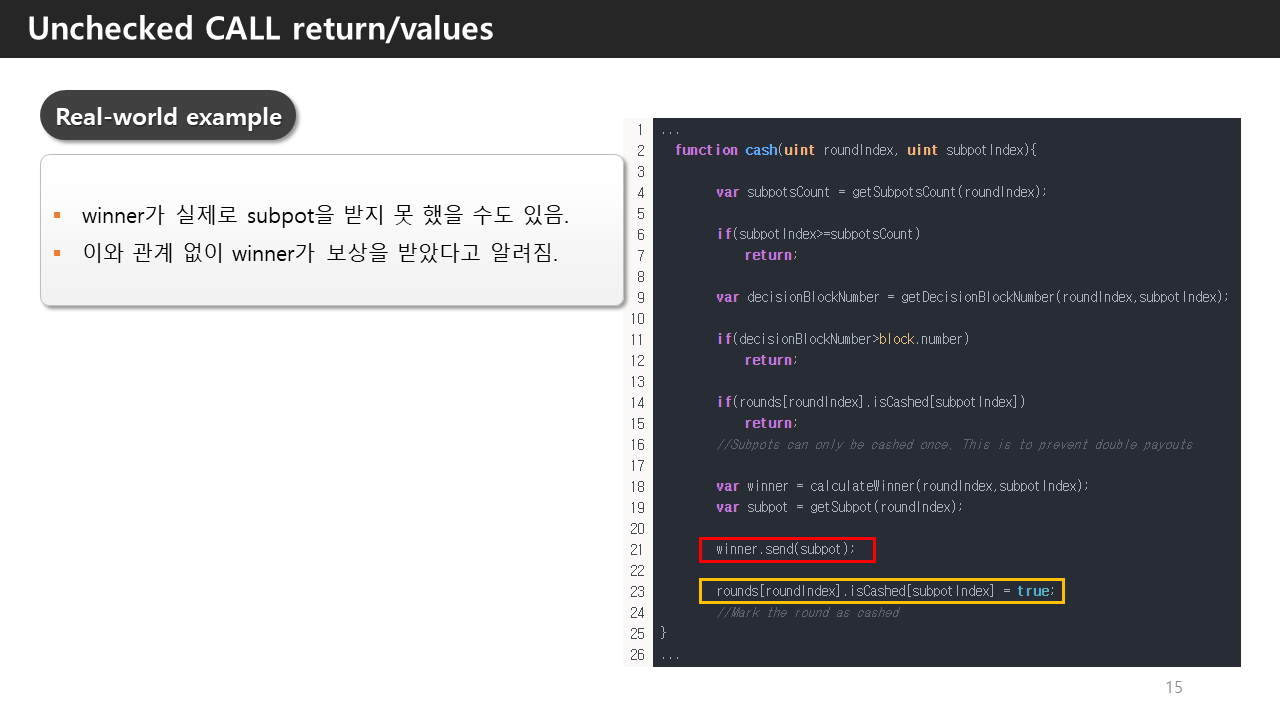 Unchecked CALL return/values
Real-world example
▪ winner가 실제로 subpot을 받지 못 했을 수도 있음.
▪ 이와 관계 없이 winner가 보상을 받았다고 알려짐.
1 ...
2 function cash(uint roundIndex, uint subpotIndex){
3
4 var subpotsCount = getSubpotsCount(roundIndex);
5
6 if(subpotIndex>=subpotsCount)
7 return;
8
9 var decisionBlockNumber = getDecisionBlockNumber(roundIndex,subpotIndex);
10
11 if(decisionBlockNumber>block.number)
12 return;
13
14 if(rounds[roundIndex].isCashed[subpotIndex])
15 return;
16 //Subpots can only be cashed once. This is to prevent double payouts
17
18 var winner = calculateWinner(roundIndex,subpotIndex);
19 var subpot = getSubpot(roundIndex);
20
21 winner.send(subpot);
22
23 rounds[roundIndex].isCashed[subpotIndex] = true;
24 //Mark the round as cashed
25 }
26 ...
15